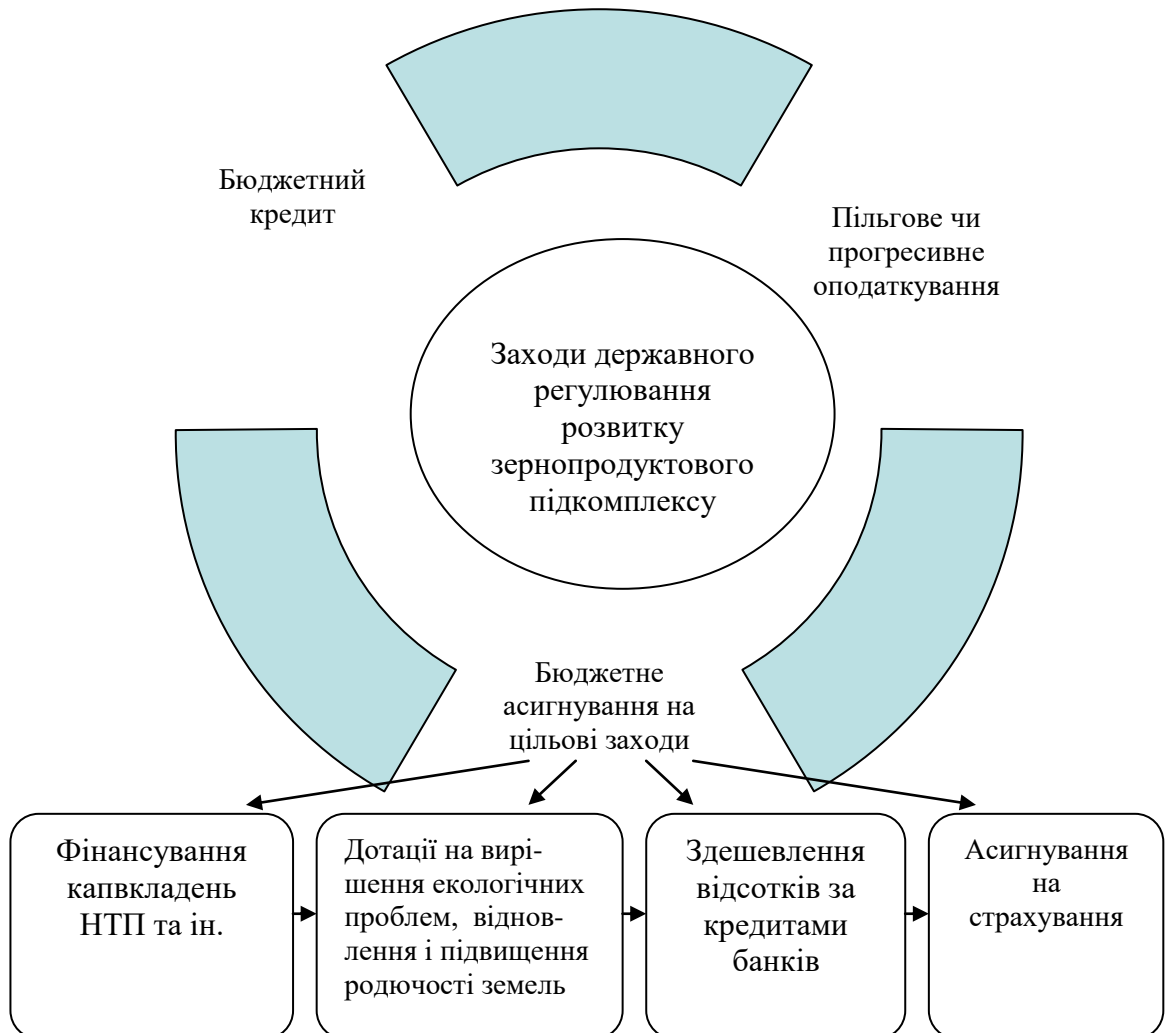 Бюджетний
кредит
Пільгове чи
прогресивне
оподаткування
Заходи державного
регулювання
розвитку
зернопродуктового
підкомплексу
Бюджетне
асигнування на
цільові заходи
Фінансування
капвкладень
НТП та ін.
Дотації на вирі-
шення екологічних
проблем, віднов-
лення і підвищення
родючості земель
Здешевлення
відсотків за
кредитами
банків
Асигнування
на
страхування